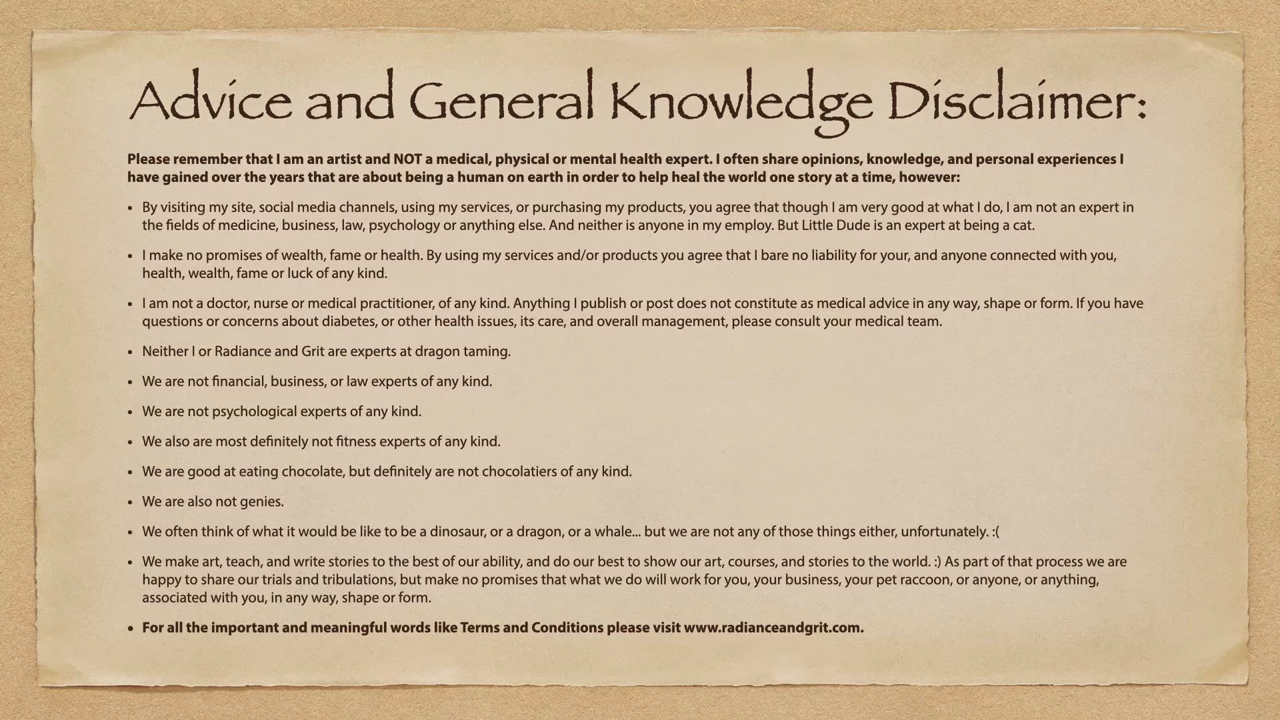 Advice and General Knowledge Disclaimer:
Please remember that I am an artist and NOT a medical, physical or mental health expert. I often share opinions, knowledge, and personal experiences I
have gained over the years that are about being a human on earth in order to help heal the world one story at a time, however:
• By visiting my site, social media channels, using my services, or purchasing my products, you agree that though I am very good at what I do, I am not an expert in
the fields of medicine, business, law, psychology or anything else. And neither is anyone in my employ. But Little Dude is an expert at being a cat.
• I make no promises of wealth, fame or health. By using my services and/or products you agree that I bare no liability for your, and anyone connected with you,
health, wealth, fame or luck of any kind.
• I am not a doctor, nurse or medical practitioner, of any kind. Anything I publish or post does not constitute as medical advice in any way, shape or form. If you have
questions or concerns about diabetes, or other health issues, its care, and overall management, please consult your medical team.
• Neither I or Radiance and Grit are experts at dragon taming.
• We are not financial, business, or law experts of any kind.
• We are not psychological experts of any kind.
• We also are most definitely not fitness experts of any kind.
• We are good at eating chocolate, but definitely are not chocolatiers of any kind.
• We are also not genies.
• We often think of what it would be like to be a dinosaur, or a dragon, or a whale... but we are not any of those things either, unfortunately. :(
• We make art, teach, and write stories to the best of our ability, and do our best to show our art, courses, and stories to the world. :) As part of that process we are
happy to share our trials and tribulations, but make no promises that what we do will work for you, your business, your pet raccoon, or anyone, or anything,
associated with you, in any way, shape or form.
• For all the important and meaningful words like Terms and Conditions please visit www.radianceandgrit.com.